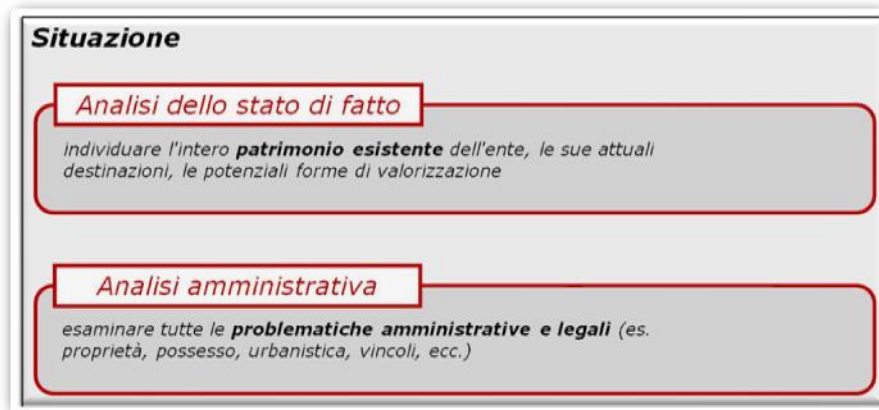 Situazione
Analisi dello stato di fatto
individuare l'intero patrimonio esistente dell'ente, le sue attuali
destinazioni, le potenziali forme di valorizzazione
Analisi amministrativa
esaminare tutte le problematiche amministrative e legali (es.
proprietà, possesso, urbanistica, vincoli, ecc.)